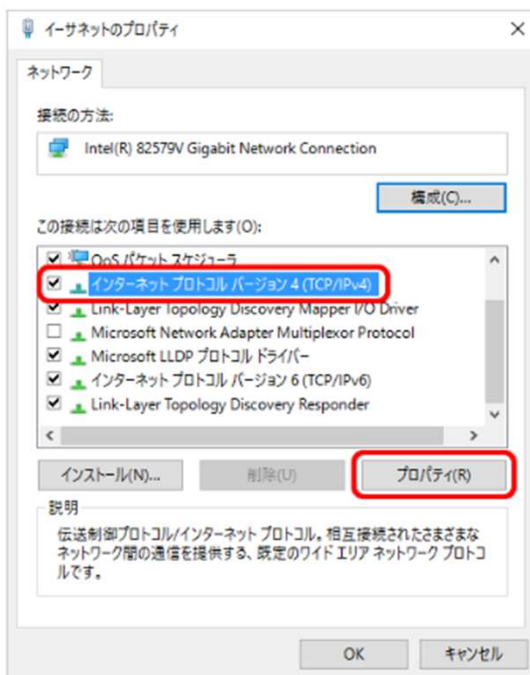 イーサネットのプロパティ
ネットワーク
接続の方法:
Intel(R) 82579V Gigabit Network Connection
構成(C)...
この接続は次の項目を使用します(O):
QoS パケット スケジューラ
インターネット プロトコル バージョン 4 (TCP/IPv4)
Link-Layer Topology Discovery Mapper I/O Driver
Microsoft Network Adapter Multiplexor Protocol
Microsoft LLDP プロトコル ドライバー
インターネット プロトコル バージョン 6 (TCP/IPv6)
Link-Layer Topology Discovery Responder
インストール(N)...
削除(U)
プロパティ(R)
説明
伝送制御プロトコル/インターネット プロトコル。相互接続されたさまざまな
ネットワーク間の通信を提供する、既定のワイド エリア ネットワーク プロトコ
ルです。
OK
キャンセル